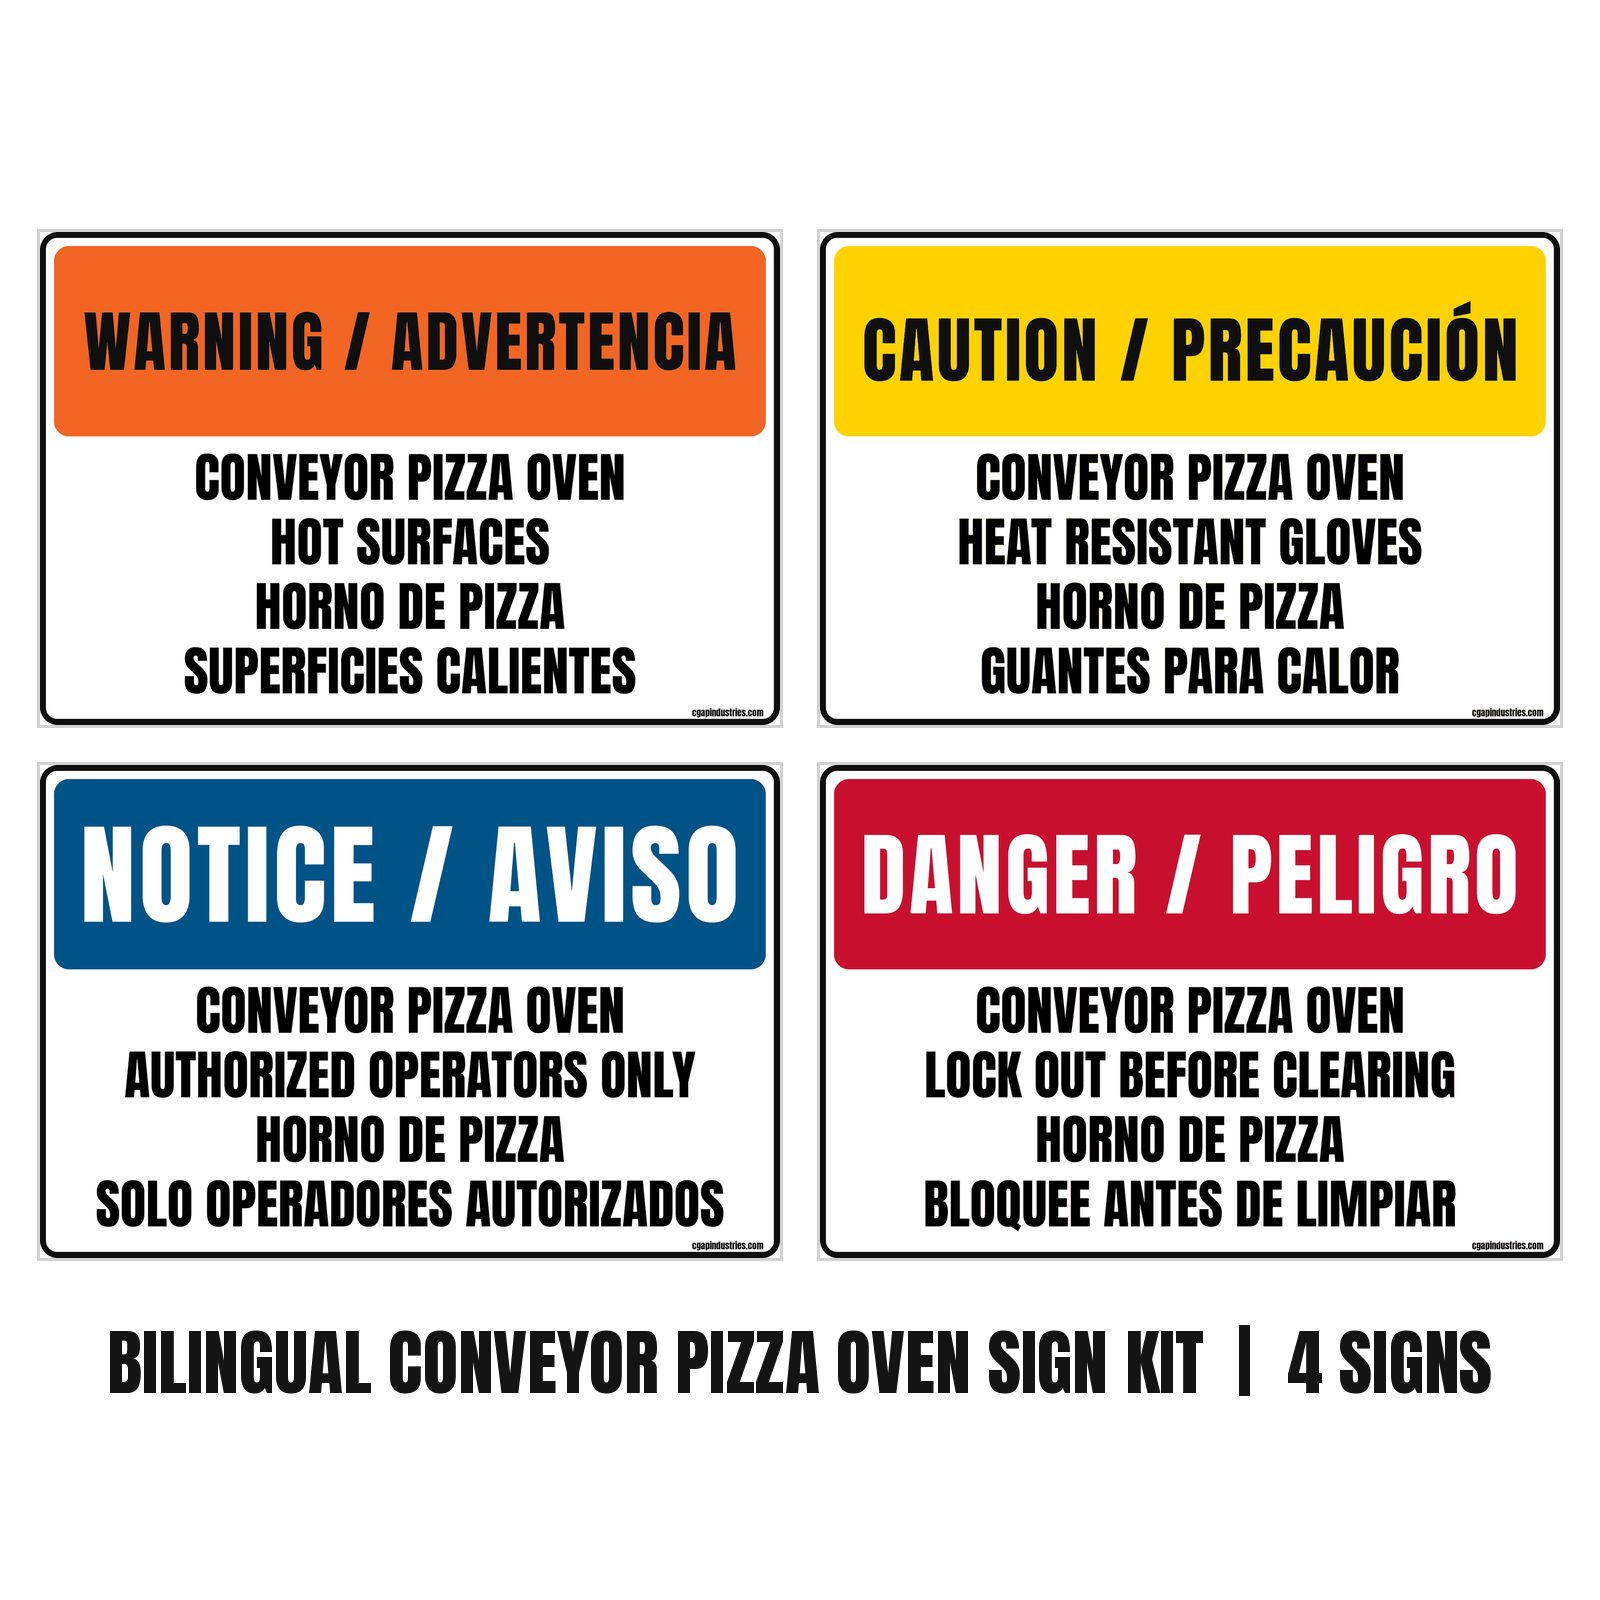 WARNING / ADVERTENCIA
CONVEYOR PIZZA OVEN
HOT SURFACES
HORNO DE PIZZA
SUPERFICIES CALIENTES
cgapindustries.com
CAUTION / PRECAUCIÓN
CONVEYOR PIZZA OVEN
HEAT RESISTANT GLOVES
HORNO DE PIZZA
GUANTES PARA CALOR
cgapindustries.com
NOTICE / AVISO
CONVEYOR PIZZA OVEN
AUTHORIZED OPERATORS ONLY
HORNO DE PIZZA
SOLO OPERADORES AUTORIZADOS
cgapindustries.com
DANGER / PELIGRO
CONVEYOR PIZZA OVEN
LOCK OUT BEFORE CLEARING
HORNO DE PIZZA
BLOQUEE ANTES DE LIMPIAR
cgapindustries.com
BILINGUAL CONVEYOR PIZZA OVEN SIGN KIT | 4 SIGNS